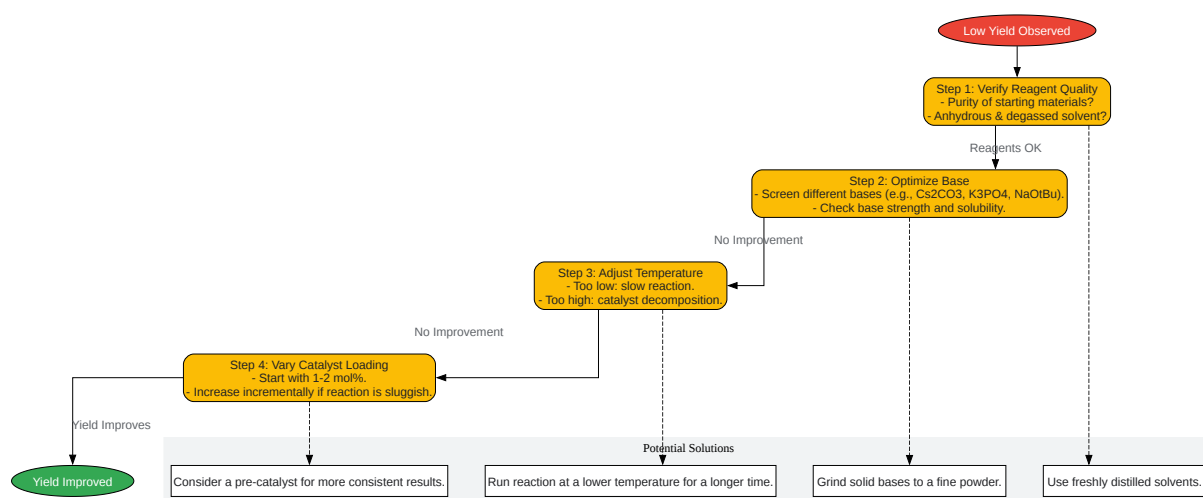 Low Yield Observed
Step 1: Verify Reagent Quality
- Purity of starting materials?
- Anhydrous & degassed solvent?
Reagents OK
Step 2: Optimize Base
- Screen different bases (e.g., Cs2CO3, K3PO4, NaOtBu).
- Check base strength and solubility.
No Improvement
Step 3: Adjust Temperature
- Too low: slow reaction.
- Too high: catalyst decomposition.
No Improvement
Step 4: Vary Catalyst Loading
- Start with 1-2 mol%.
- Increase incrementally if reaction is sluggish.
Yield Improves
Yield Improved
Potential Solutions
Consider a pre-catalyst for more consistent results.
Run reaction at a lower temperature for a longer time.
Grind solid bases to a fine powder.
Use freshly distilled solvents.